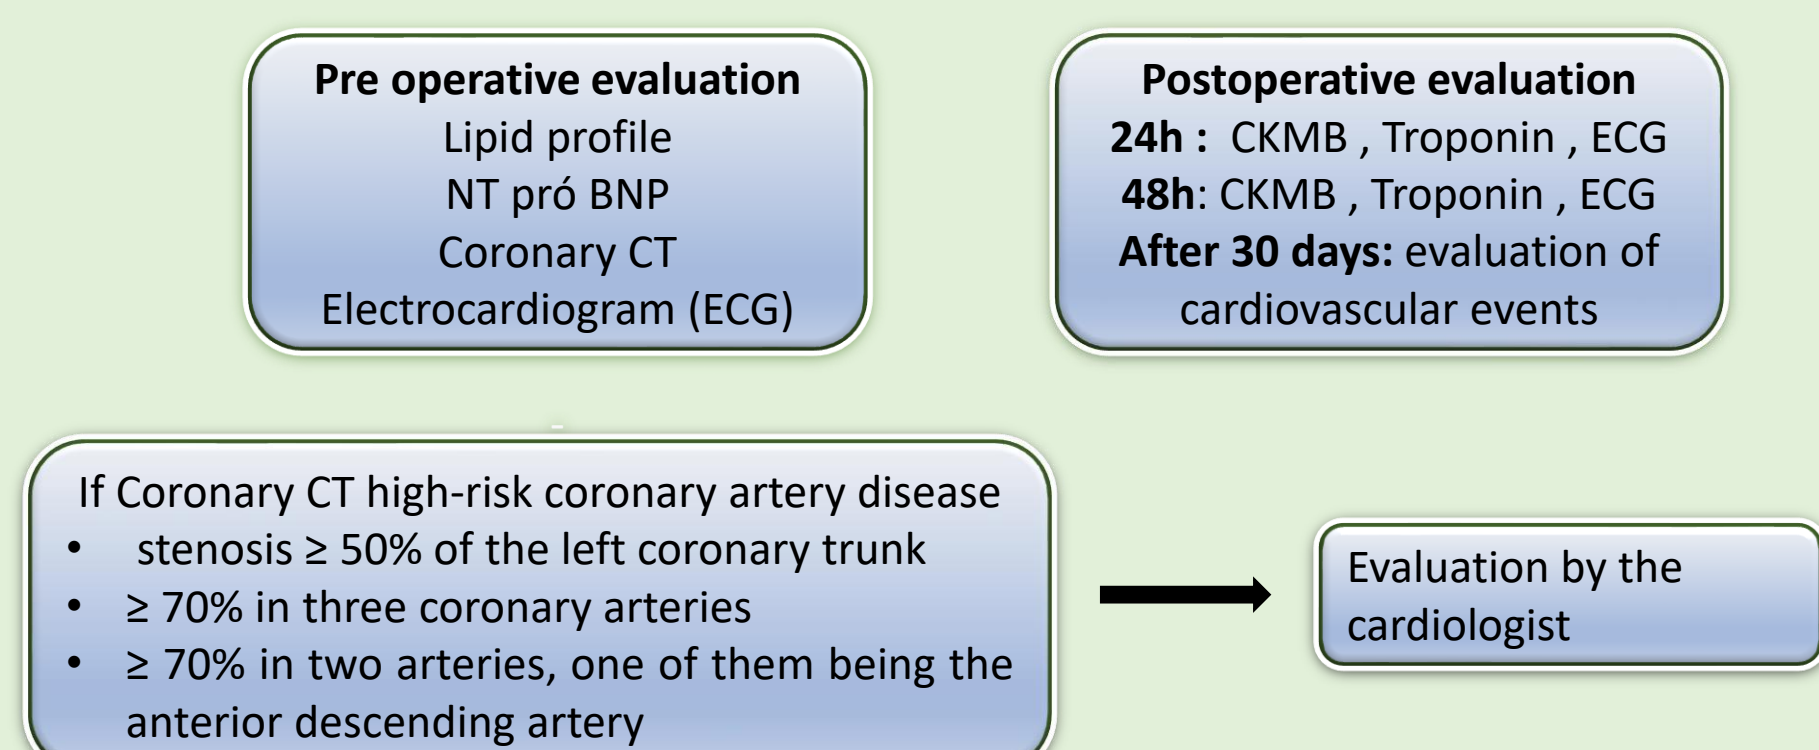 Pre operative evaluation
Lipid profile
NT pró BNP
Coronary CT
Electrocardiogram (ECG)
Postoperative evaluation
24h : CKMB , Troponin , ECG
48h: CKMB , Troponin , ECG
After 30 days: evaluation of
cardiovascular events
If Coronary CT high-risk coronary artery disease
• stenosis ≥ 50% of the left coronary trunk
• ≥ 70% in three coronary arteries
• ≥ 70% in two arteries, one of them being the
anterior descending artery
Evaluation by the
cardiologist